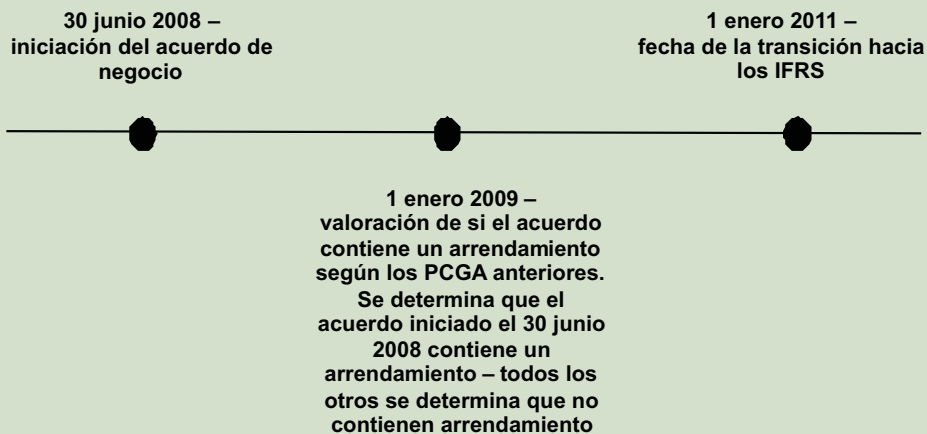 30 junio 2008 –
iniciación del acuerdo de
negocio
1 enero 2011 –
fecha de la transición hacia
los IFRS
1 enero 2009 –
valoración de si el acuerdo
contiene un arrendamiento
según los PCGA anteriores.
Se determina que el
acuerdo iniciado el 30 junio
2008 contiene un
arrendamiento – todos los
otros se determina que no
contienen arrendamiento